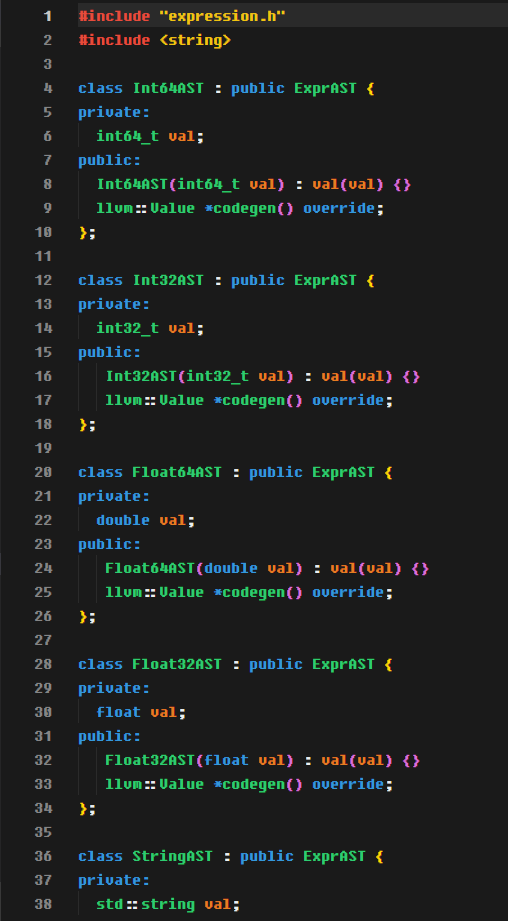 1 #include "expression.h"
2 #include <string>
3
4 class Int64AST : public ExprAST {
5 private:
6   int64_t val;
7 public:
8   Int64AST(int64_t val) : val(val) {}
9   llvm::Value *codegen() override;
10 };
11
12 class Int32AST : public ExprAST {
13 private:
14   int32_t val;
15 public:
16    Int32AST(int32_t val) : val(val) {}
17    llvm::Value *codegen() override;
18 };
19
20 class Float64AST : public ExprAST {
21 private:
22   double val;
23 public:
24    Float64AST(double val) : val(val) {}
25    llvm::Value *codegen() override;
26 };
27
28 class Float32AST : public ExprAST {
29 private:
30   float val;
31 public:
32    Float32AST(float val) : val(val) {}
33    llvm::Value *codegen() override;
34 };
35
36 class StringAST : public ExprAST {
37 private:
38   std::string val;